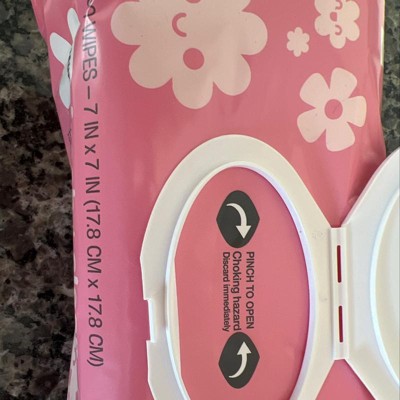 WIPES – 7 IN x 7 IN (17.8 CM x 17.8 CM)
PINCH TO OPEN
Choking hazard
Discard immediately